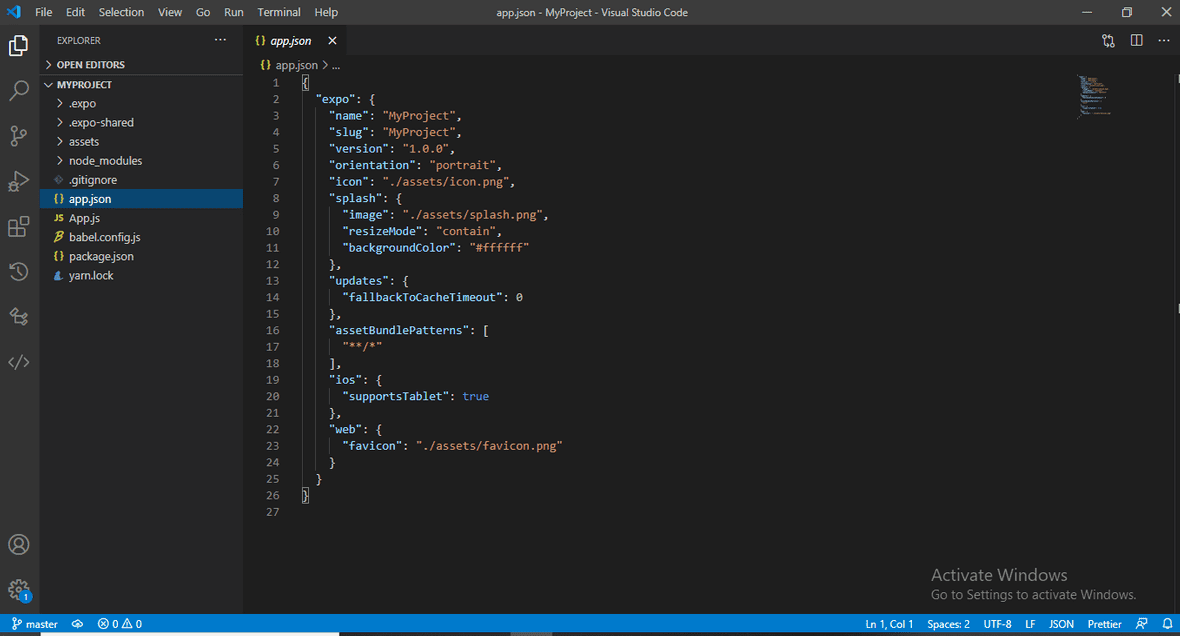 File Edit Selection View Go Run Terminal Help
app.json - MyProject - Visual Studio Code
EXPLORER
OPEN EDITORS
MYPROJECT
.expo
.expo-shared
assets
node_modules
.gitignore
{} app.json
JS App.js
babel.config.js
{} package.json
yarn.lock
1
{} app.json
{} app.json > ...
1 {
2 "expo": {
3 "name": "MyProject",
4 "slug": "MyProject",
5 "version": "1.0.0",
6 "orientation": "portrait",
7 "icon": "./assets/icon.png",
8 "splash": {
9 "image": "./assets/splash.png",
10 "resizeMode": "contain",
11 "backgroundColor": "#ffffff"
12 },
13 "updates": {
14 "fallbackToCacheTimeout": 0
15 },
16 "assetBundlePatterns": [
17 "**/*"
18 ],
19 "ios": {
20 "supportsTablet": true
21 },
22 "web": {
23 "favicon": "./assets/favicon.png"
24 }
25 }
26 }
27
Activate Windows
Go to Settings to activate Windows.
master 0 0 Ln 1, Col 1 Spaces: 2 UTF-8 LF JSON Prettier